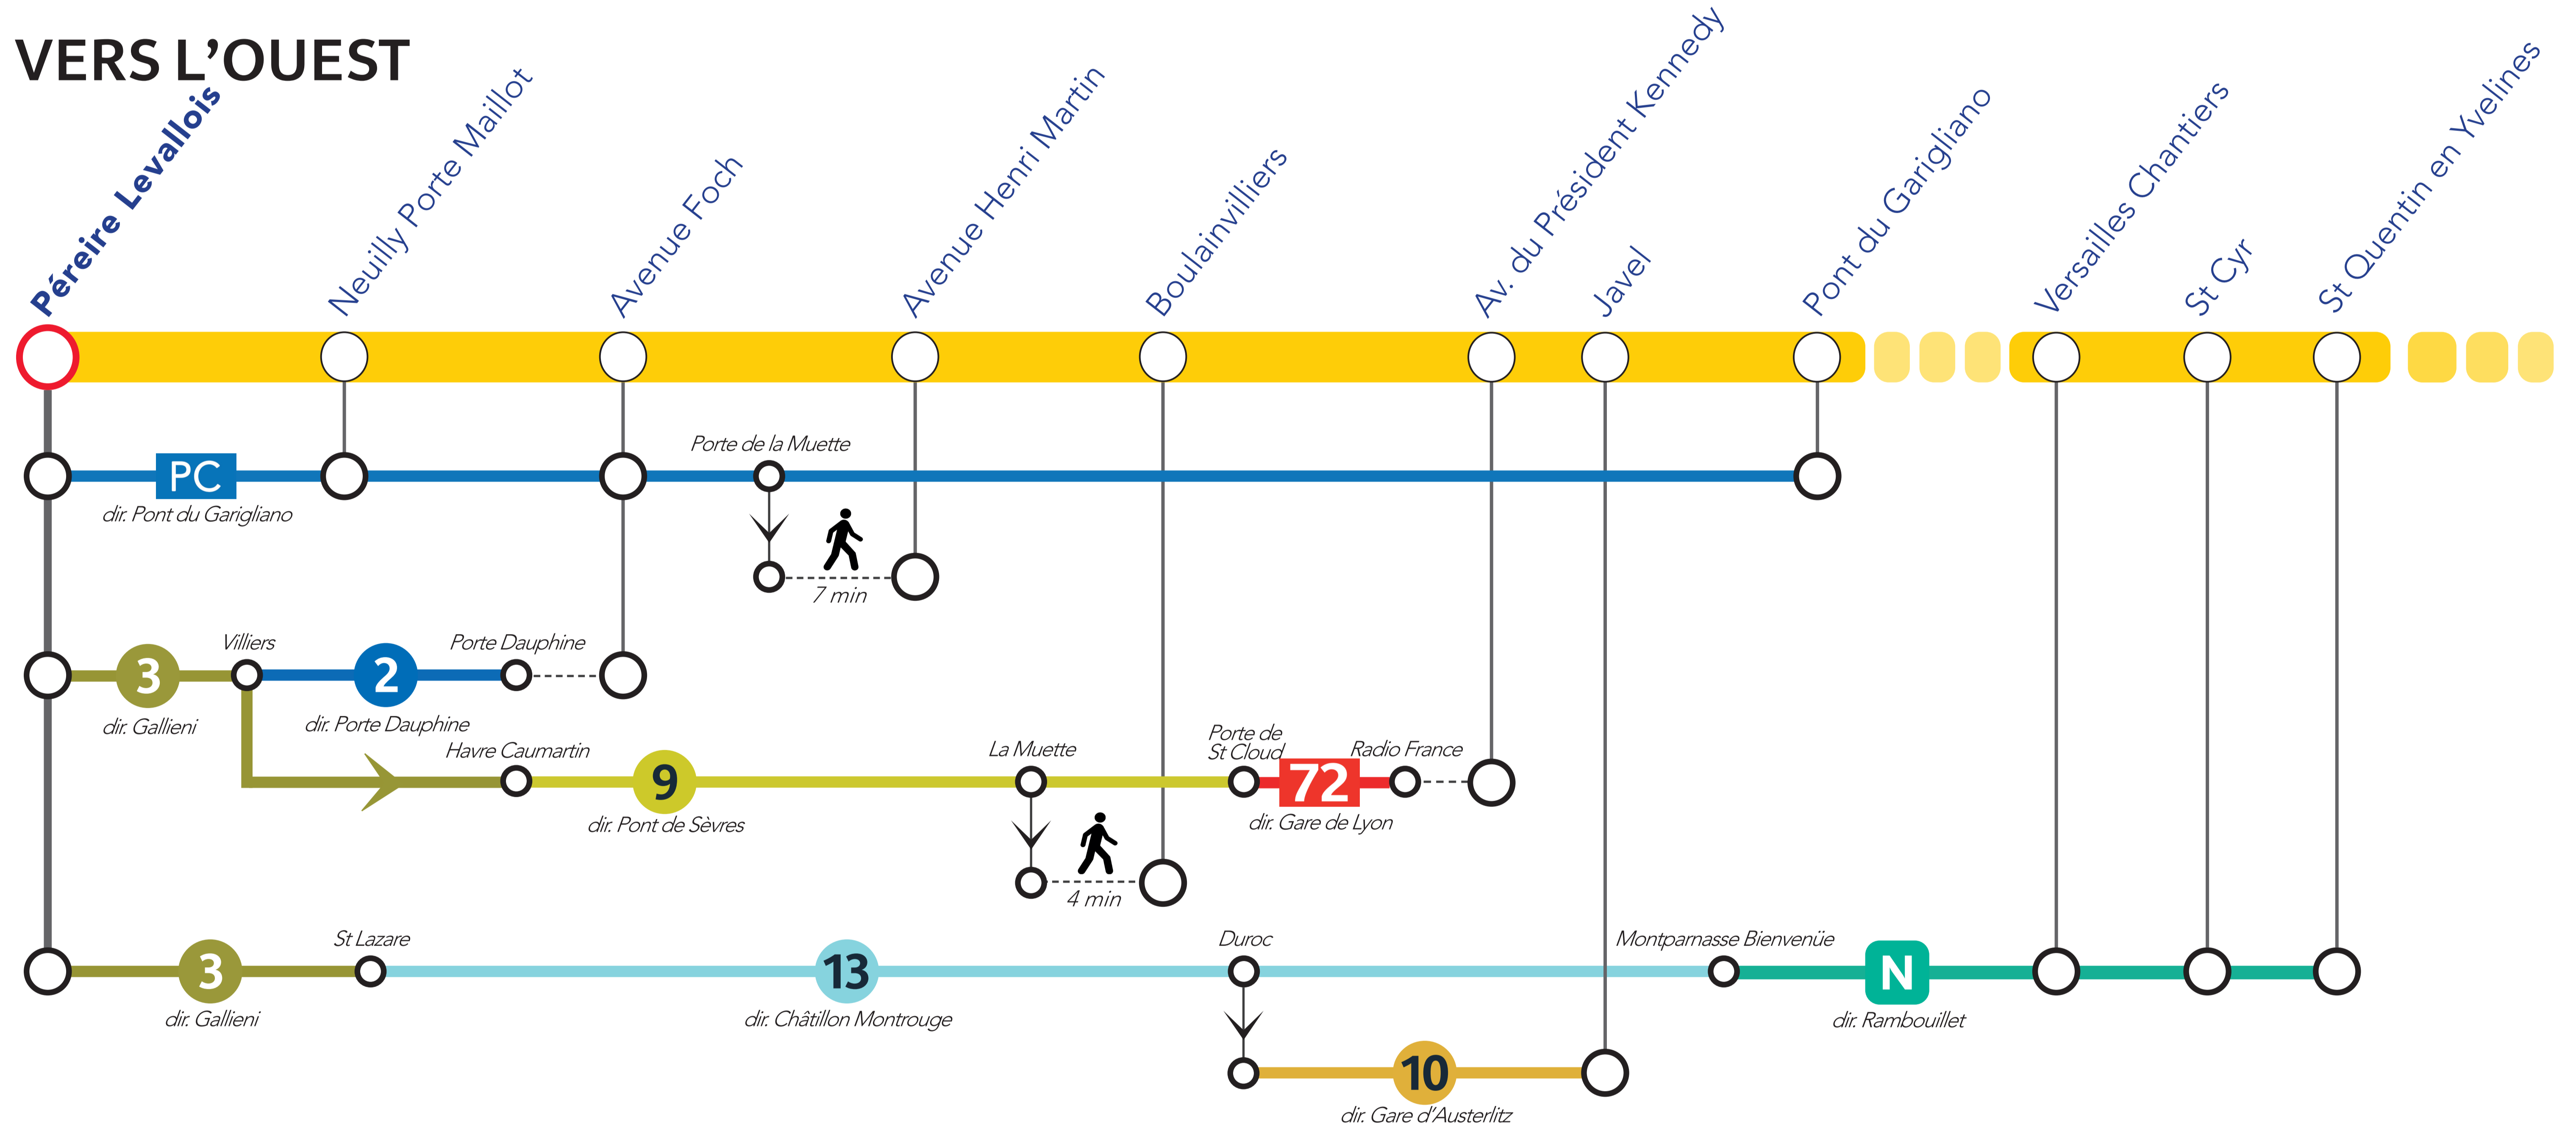 VERS L'OUEST
Péreire Levallois
Neuilly Porte Maillot
Avenue Foch
Avenue Henri Martin
Boulainvilliers
Av. du Président Kennedy
Javel
Pont du Garigliano
Versailles Chantiers
St Cyr
St Quentin en Yvelines
Porte de la Muette
PC
dir. Pont du Garigliano
7 min
Villiers
Porte Dauphine
3
2
dir. Gallieni
dir. Porte Dauphine
Havre Caumartin
La Muette
Porte de
St Cloud
Radio France
9
72
dir. Pont de Sèvres
dir. Gare de Lyon
4 min
St Lazare
Duroc
Montparnasse Bienvenüe
3
13
N
dir. Gallieni
dir. Châtillon Montrouge
dir. Rambouillet
10
dir. Gare d'Austerlitz